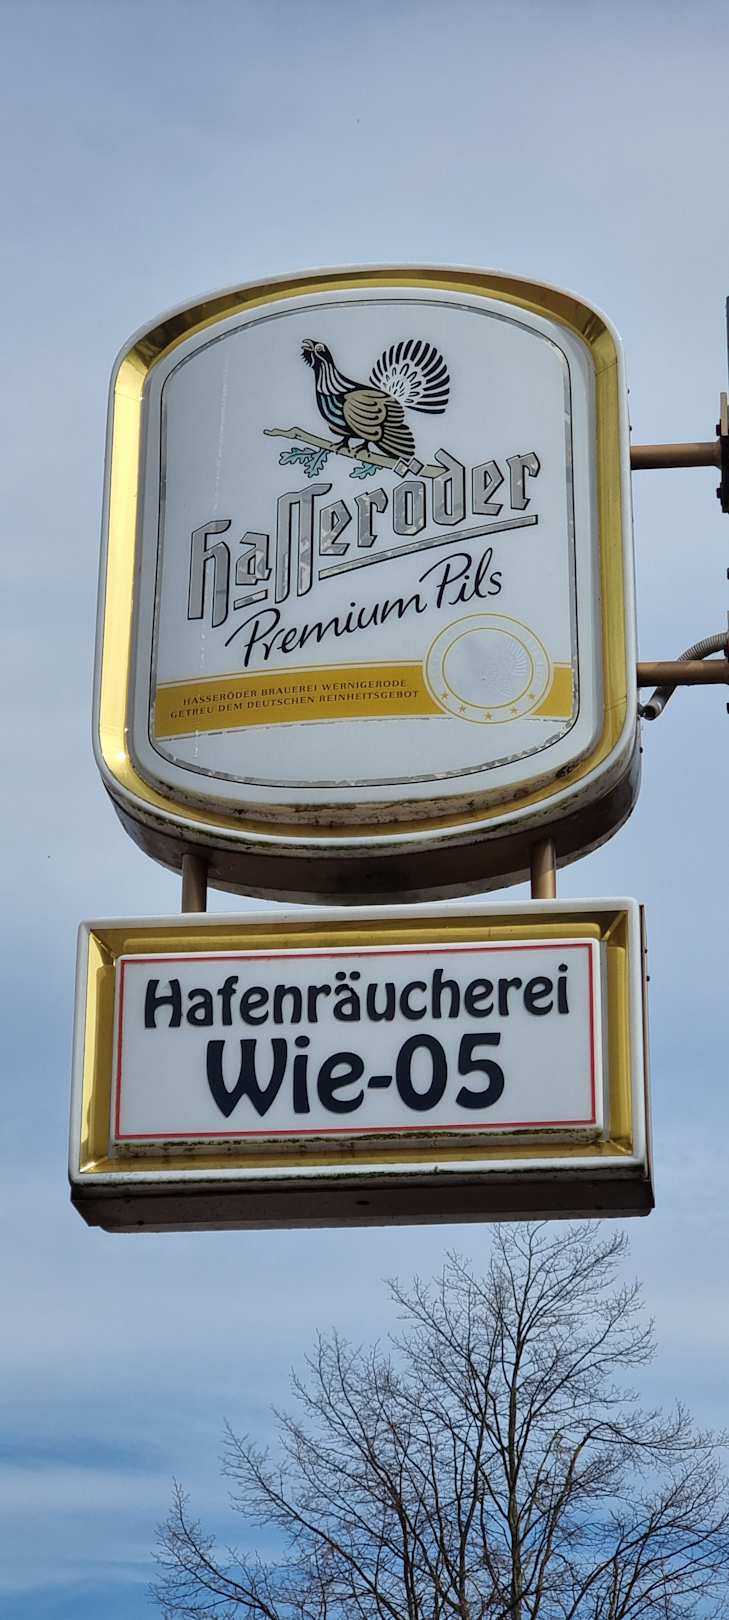 Hasseröder
Premium Pils
HASSERÖDER BRAUEREI WERNIGERODE
GETREU DEM DEUTSCHEN REINHEITSGEBOT
Hafenräucherei
Wie-05